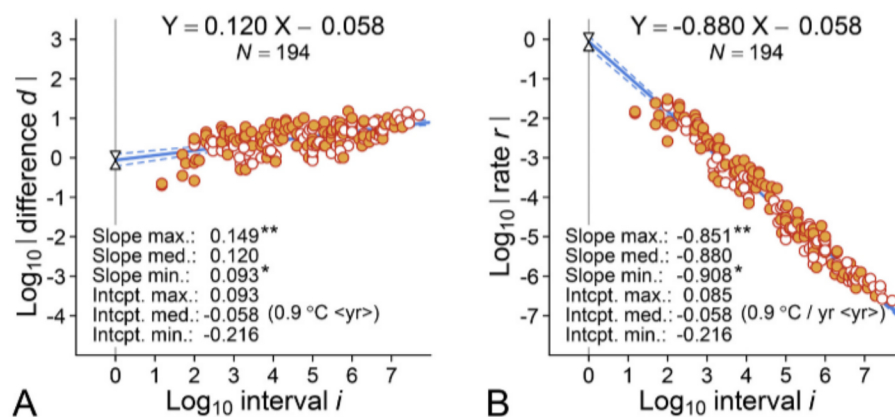 Y = 0.120 X – 0.058
N = 194
Log10 | difference d |
3
2
1
0
-1
-2
-3
-4
Slope max.: 0.149**
Slope med.: 0.120
Slope min.: 0.093*
Intcpt. max.: 0.093
Intcpt. med.: -0.058 (0.9 °C <yr>)
Intcpt. min.: -0.216
0 1 2 3 4 5 6 7
A
Log10 interval i
Y = -0.880 X – 0.058
N = 194
Log10 | rate r |
0
-1
-2
-3
-4
-5
-6
-7
Slope max.: -0.851**
Slope med.: -0.880
Slope min.: -0.908*
Intcpt. max.: 0.085
Intcpt. med.: -0.058 (0.9 °C / yr <yr>)
Intcpt. min.: -0.216
0 1 2 3 4 5 6 7
B
Log10 interval i